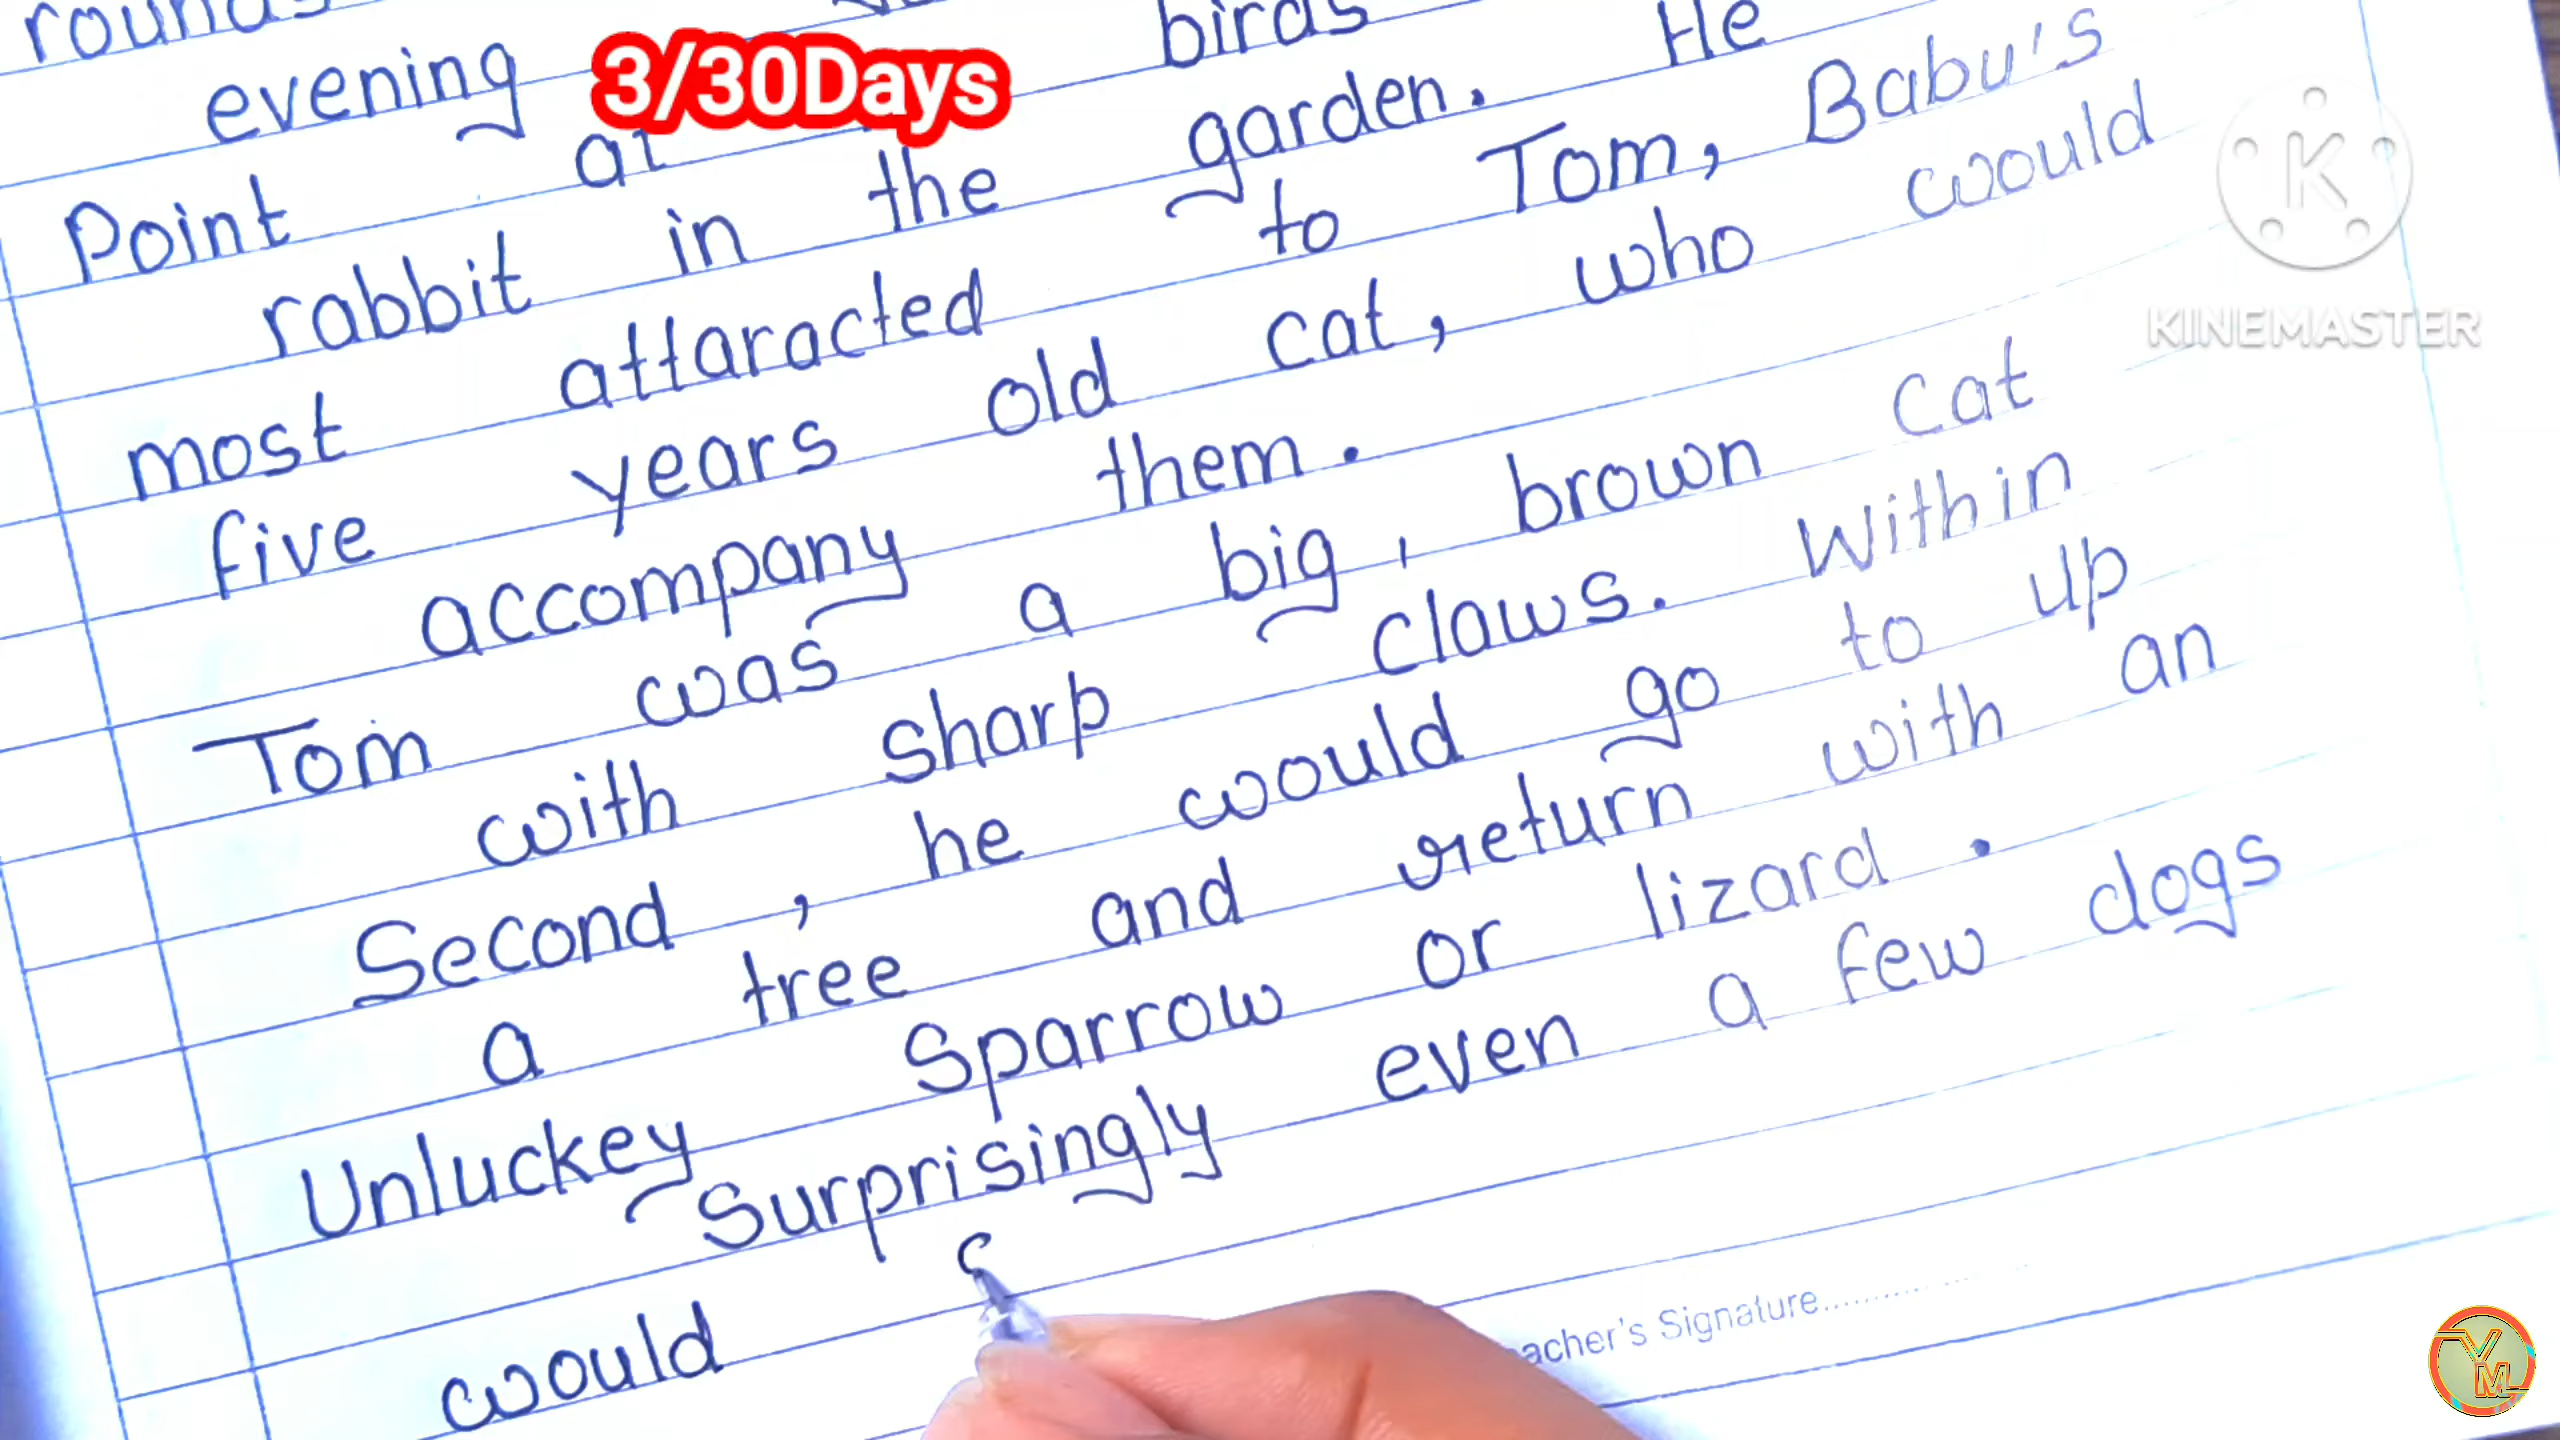 rounds
evening
3/30Days
birds
He
Point at
garden.
rabbit in the to Tom, Babu's
most attaracted
five years old cat, who would
accompany them.
Tom was a big, brown Cat
with sharp claws. Within
Second, he would go to up
a tree and return with an
Unluckey Sparrow or lizard.
Surprisingly even a few dogs
would
acher's Signature
KINEMASTER
K
YM